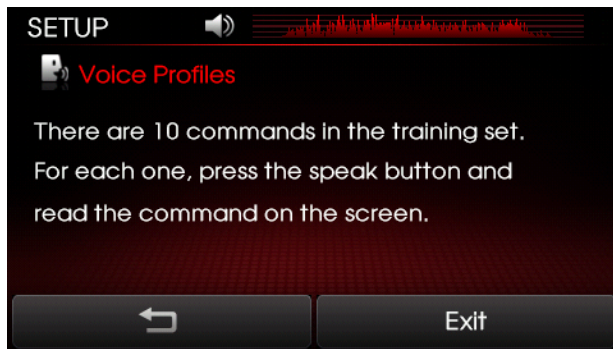 SETUP
Voice Profiles
There are 10 commands in the training set.
For each one, press the speak button and
read the command on the screen.
Exit